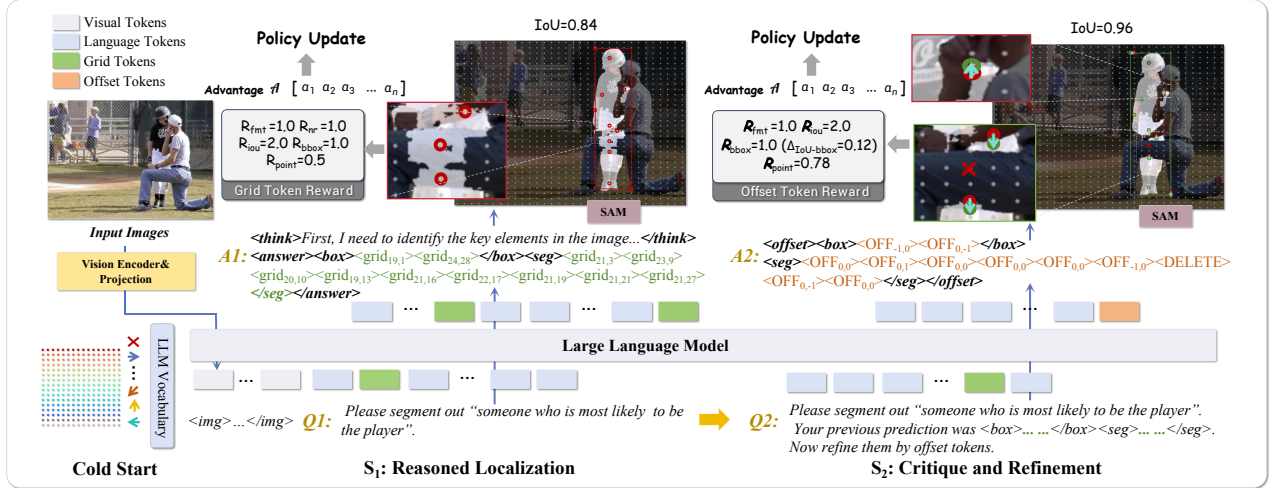 Visual Tokens
Language Tokens
Grid Tokens
Offset Tokens
Input Images
Vision Encoder&
Projection
LLM Vocabulary
Cold Start
Policy Update
Advantage A [ a1 a2 a3 ... an]
Rfmt=1.0 Rnr=1.0
Riou=2.0 Rbbox=1.0
Rpoint=0.5
Grid Token Reward
IoU=0.84
SAM
A1: <think>First, I need to identify the key elements in the image...</think>
<answer><box><grid19,1><grid24,28></box><seg><grid21,3><grid23,9>
<grid20,10><grid19,13><grid21,16><grid22,17><grid21,19><grid21,21><grid21,27>
</seg></answer>
...
...
Large Language Model
...
...
<img>...</img>
Q1: Please segment out “someone who is most likely to be
the player”.
S1: Reasoned Localization
Policy Update
Advantage A [ a1 a2 a3 ... an]
Rfmt=1.0 Riou=2.0
Rbbox=1.0 (ΔIoU-bbox=0.12)
Rpoint=0.78
Offset Token Reward
IoU=0.96
SAM
A2: <offset><box><OFF-1,0><OFF0,-1></box>
<seg><OFF0,0><OFF0,1><OFF0,0><OFF0,0><OFF0,0><OFF-1,0><DELETE>
<OFF0,-1><OFF0,0></seg></offset>
...
...
Q2: Please segment out “someone who is most likely to be the player”.
Your previous prediction was <box>... ...</box><seg>... ...</seg>.
Now refine them by offset tokens.
S2: Critique and Refinement